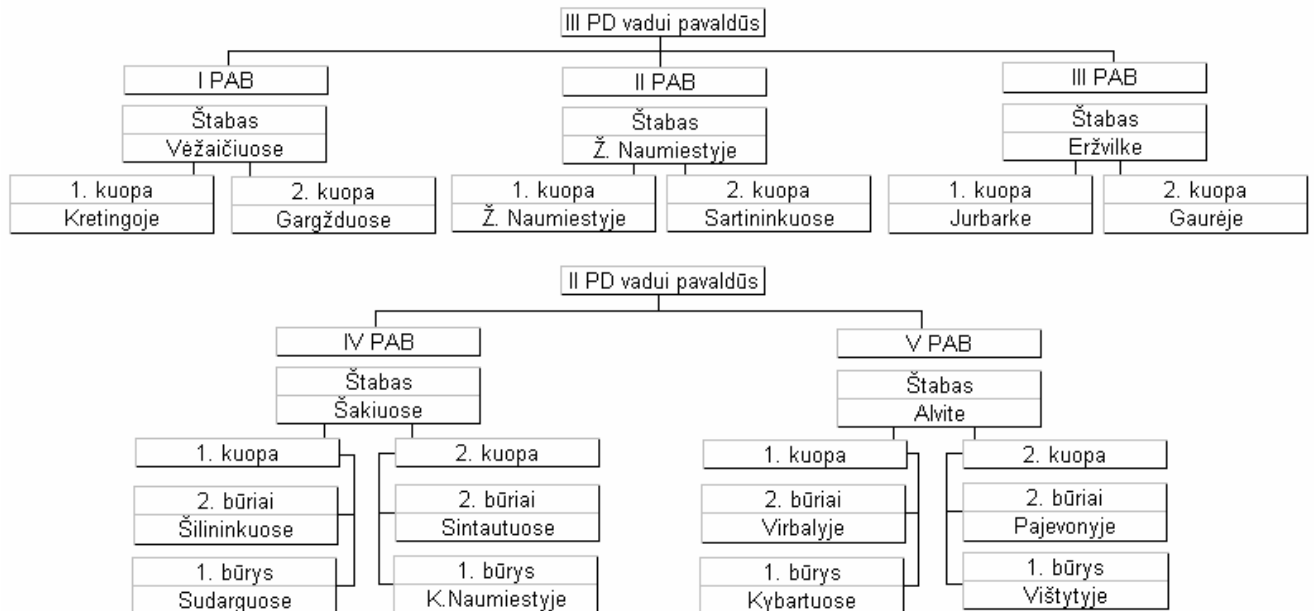 III PD vadui pavaldūs
I PAB
II PAB
III PAB
Štabas
Vėžaičiuose
Štabas
Ž. Naumiestyje
Štabas
Eržvilke
1. kuopa
Kretingoje
2. kuopa
Gargžduose
1. kuopa
Ž. Naumiestyje
2. kuopa
Sartininkuose
1. kuopa
Jurbarke
2. kuopa
Gaurėje
II PD vadui pavaldūs
IV PAB
V PAB
Štabas
Šakiuose
Štabas
Alvite
1. kuopa
2. kuopa
1. kuopa
2. kuopa
2. būriai
Šilininkuose
2. būriai
Sintautuose
2. būriai
Virbalyje
2. būriai
Pajevonyje
1. būrys
Sudarguose
1. būrys
K.Naumiestyje
1. būrys
Kybartuose
1. būrys
Vištytyje